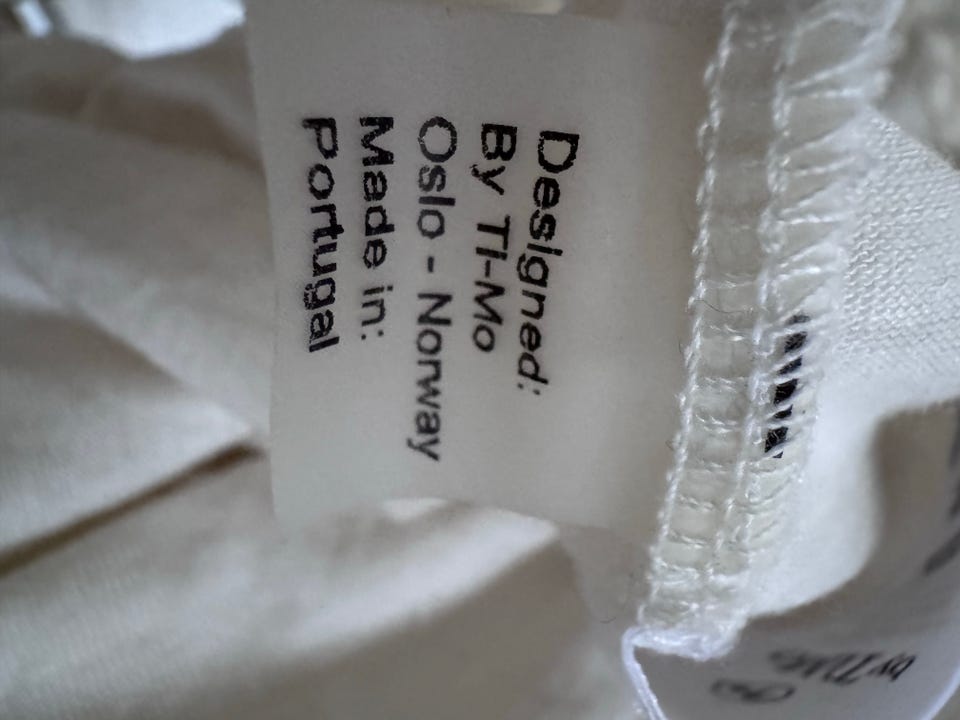 Designed:
By TI-Mo
Oslo - Norway
Made in:
Portugal